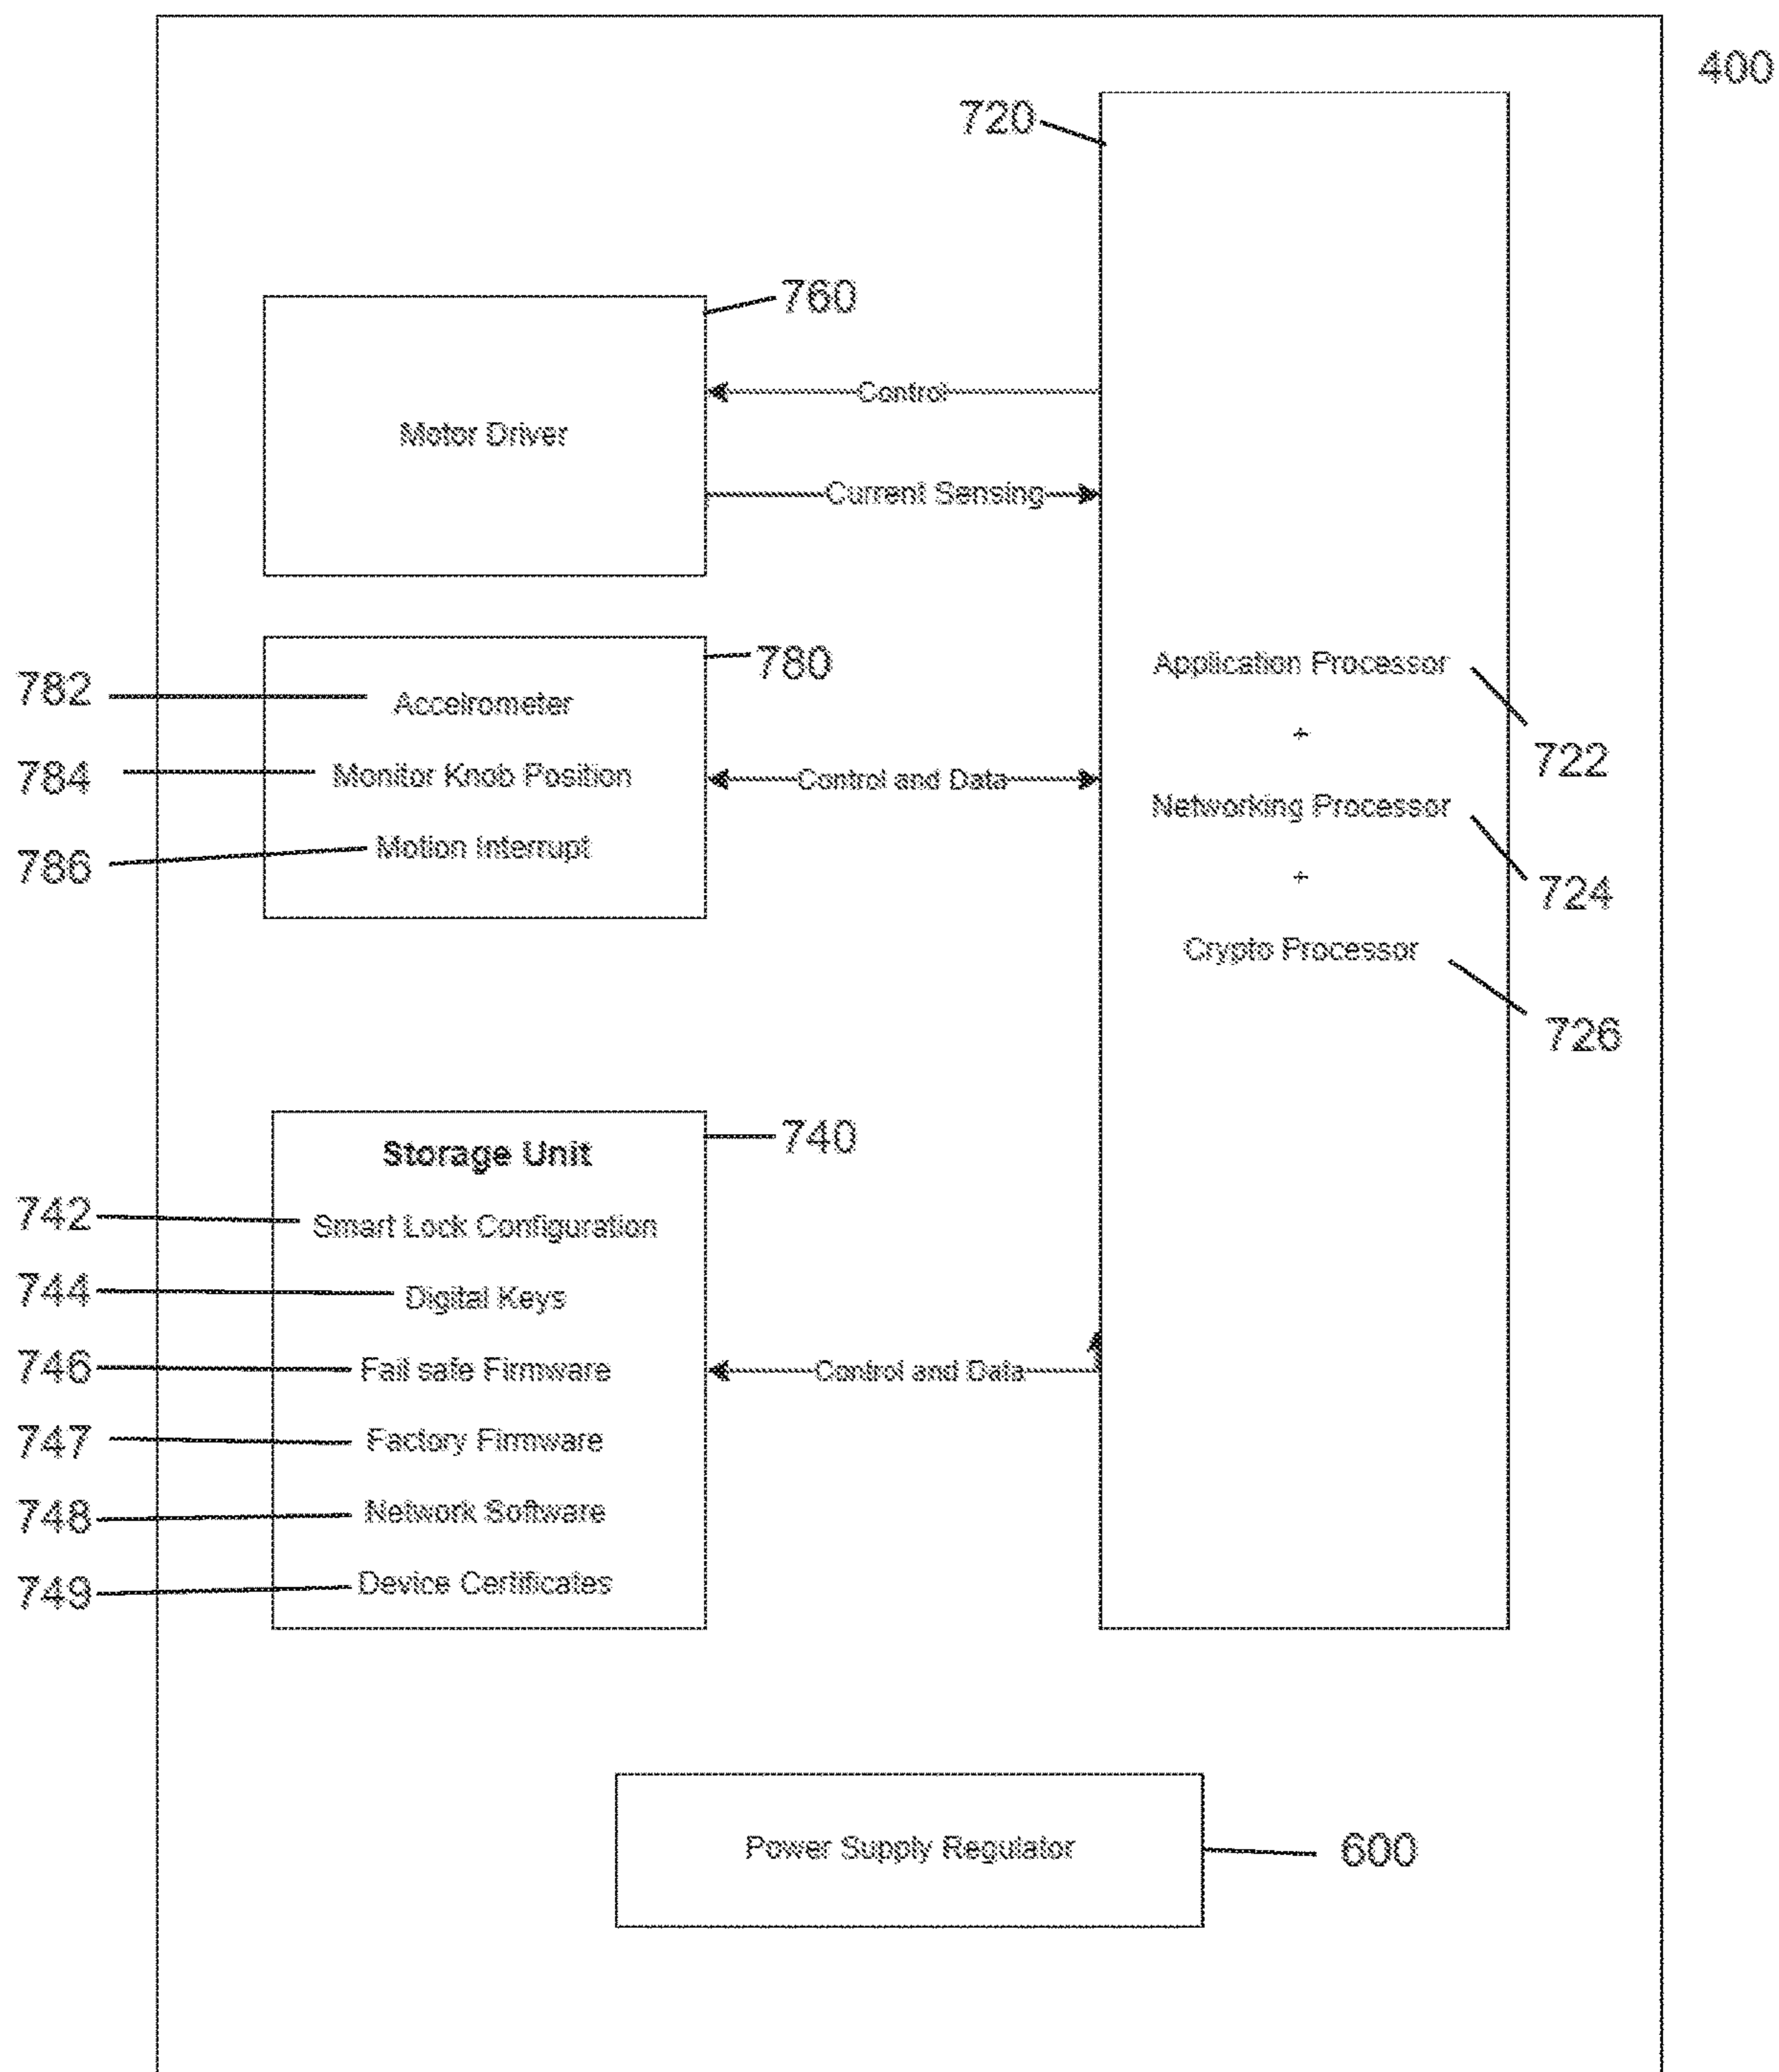 400
720
760
Control
Motor Driver
Current Sensing
780
782
Accelrometer
Application Processor
722
784
Monitor Knob Position
Control and Data
+
Networking Processor
724
786
Motion Interrupt
+
Crypto Processor
726
740
Storage Unit
742
Smart Lock Configuration
744
Digital Keys
746
Fail safe Firmware
Control and Data
747
Factory Firmware
748
Network Software
749
Device Certificates
Power Supply Regulator
600